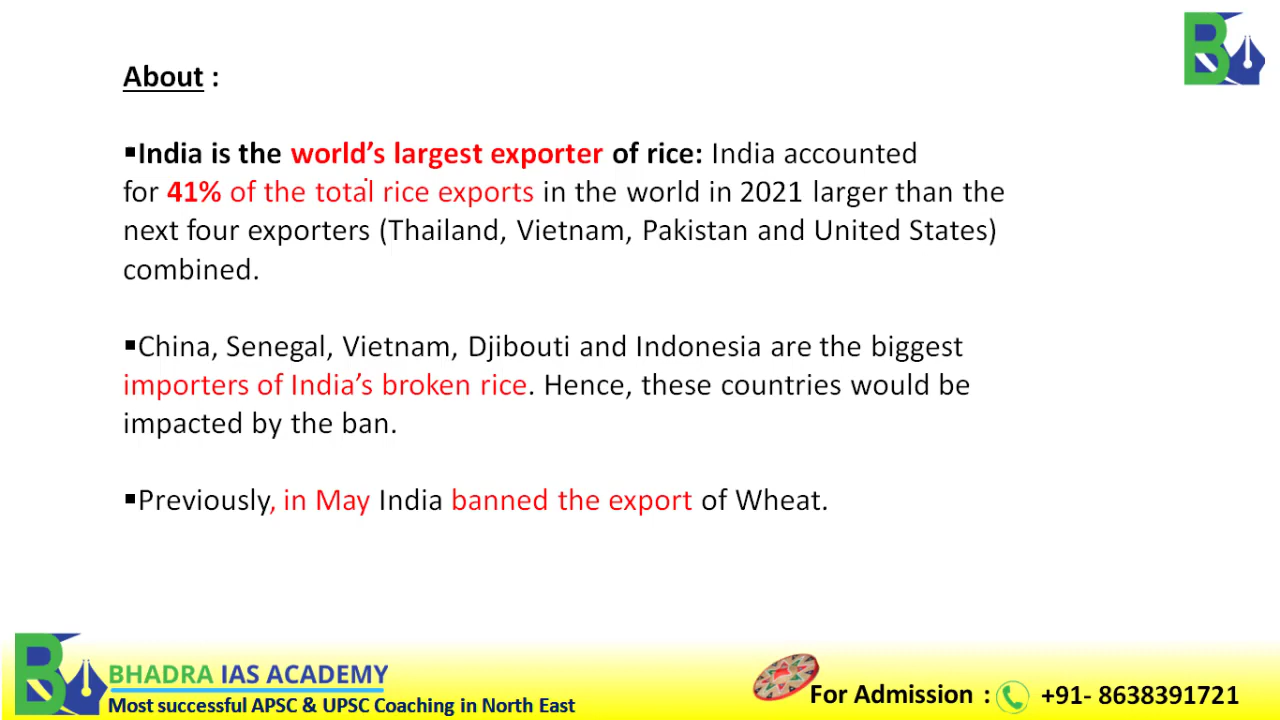 About :
▪India is the world's largest exporter of rice: India accounted
for 41% of the total rice exports in the world in 2021 larger than the
next four exporters (Thailand, Vietnam, Pakistan and United States)
combined.
▪China, Senegal, Vietnam, Djibouti and Indonesia are the biggest
importers of India's broken rice. Hence, these countries would be
impacted by the ban.
▪Previously, in May India banned the export of Wheat.
BHADRA IAS ACADEMY
Most successful APSC & UPSC Coaching in North East
For Admission : +91- 8638391721